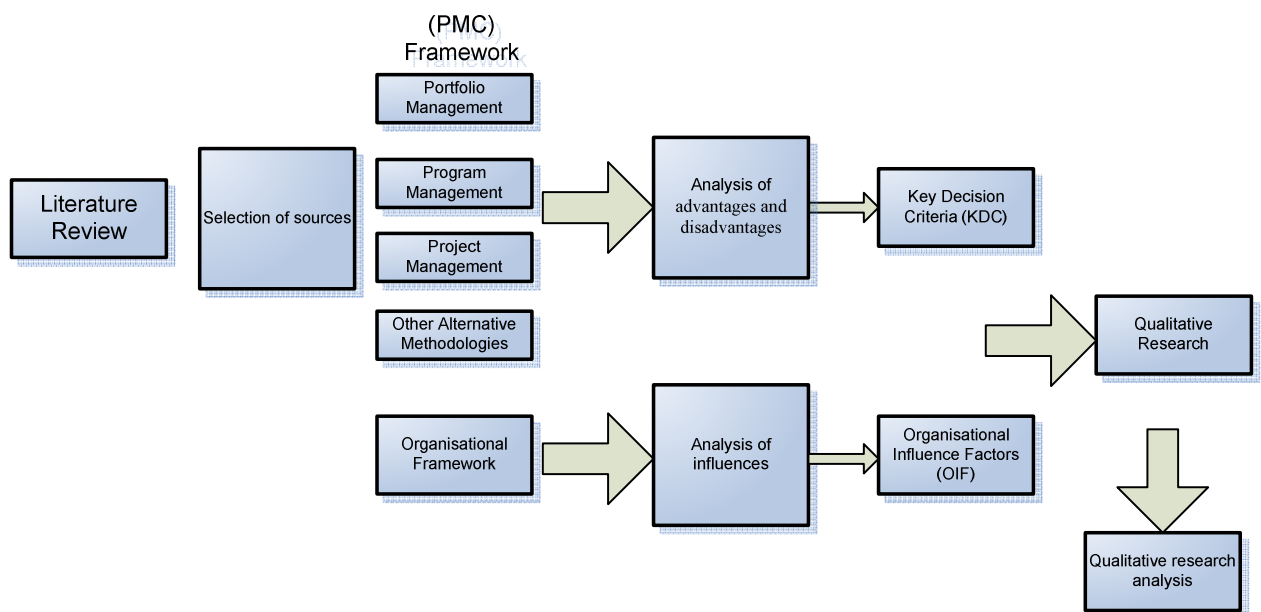 (PMC)
Framework
Portfolio
Management
Literature
Review
Selection of sources
Program
Management
Project
Management
Other Alternative
Methodologies
Organisational
Framework
Analysis of
advantages and
disadvantages
Key Decision
Criteria (KDC)
Analysis of
influences
Organisational
Influence Factors
(OIF)
Qualitative
Research
Qualitative research
analysis